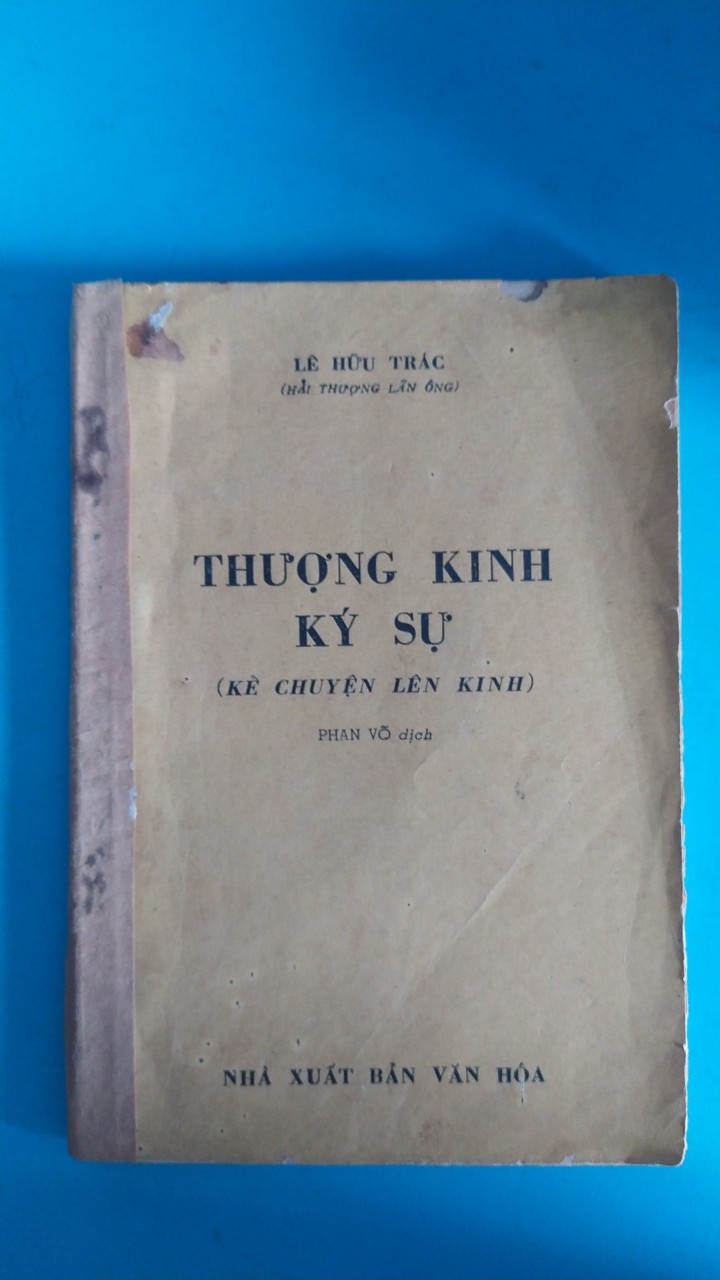 LÊ HỮU TRÁC
(HẢI THƯỢNG LÃN ÔNG)
THƯỢNG KINH
KÝ SỰ
(KỂ CHUYỆN LÊN KINH)
PHAN VÕ dịch
NHÀ XUẤT BẢN VĂN HÓA